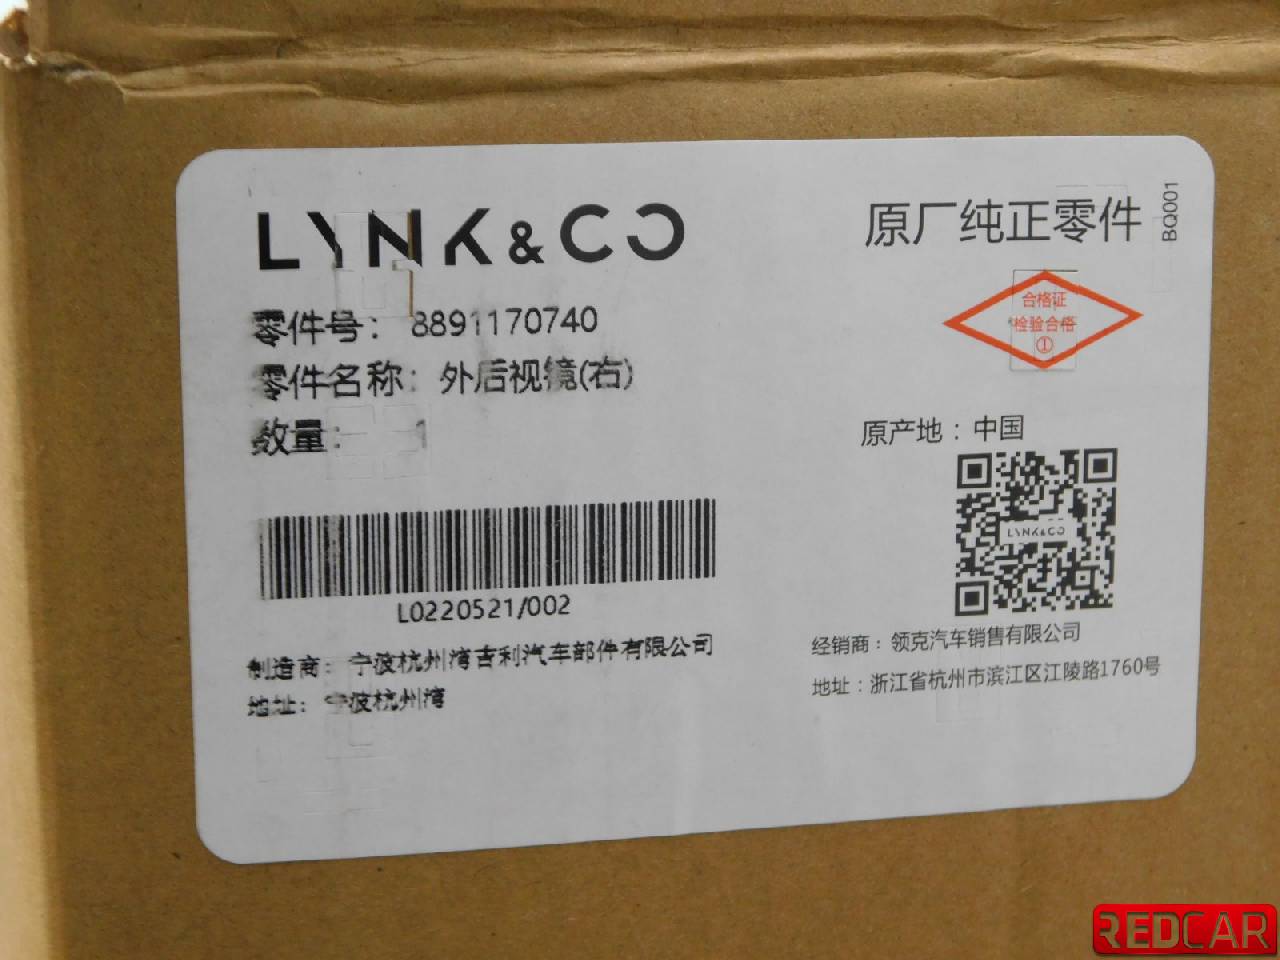 LYNK&CO
原厂纯正零件
BQ001
合格证
检验合格
①
零件号： 8891170740
零件名称：外后视镜(右)
数量： 1
原产地：中国
LYNK&CO
L0220521/002
制造商：宁波杭州湾吉利汽车部件有限公司
地址：宁波杭州湾
经销商：领克汽车销售有限公司
地址：浙江省杭州市滨江区江陵路1760号
REDCAR